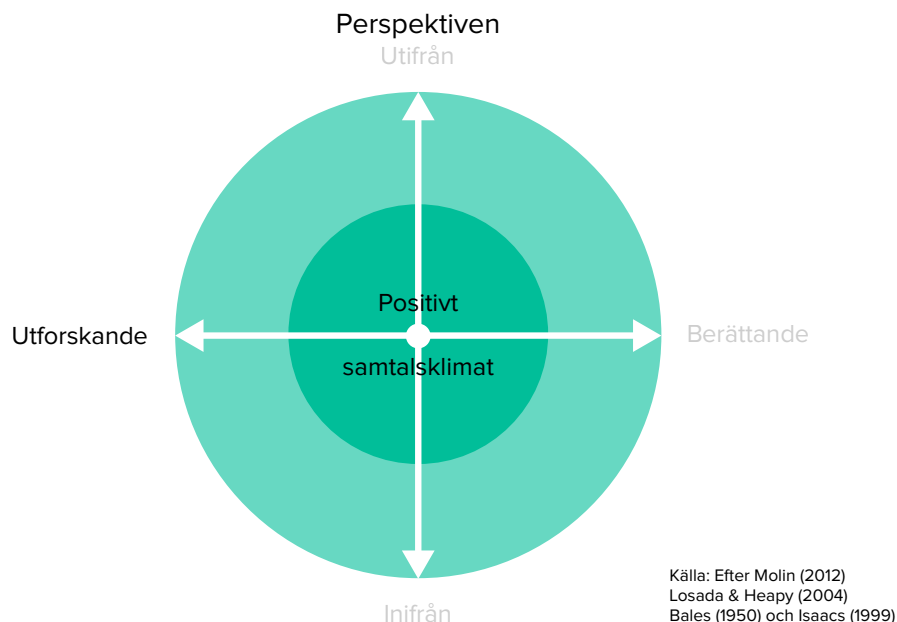 Perspektiven
Utifrån
Positivt
Utforskande
Berättande
samtalsklimat
Inifrån
Källa: Efter Molin (2012)
Losada & Heapy (2004)
Bales (1950) och Isaacs (1999)